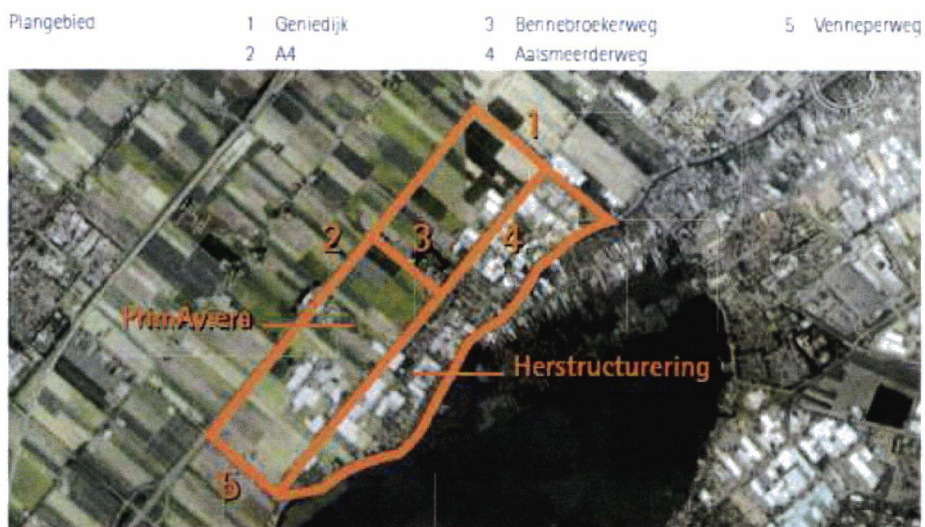 Plangebied 1 Geniedijk 3 Bennebroekerweg 5 Venneperweg
2 A4 4 Aalsmeerderweg
1
2 3 4
PrimAviera
Herstructurering
5